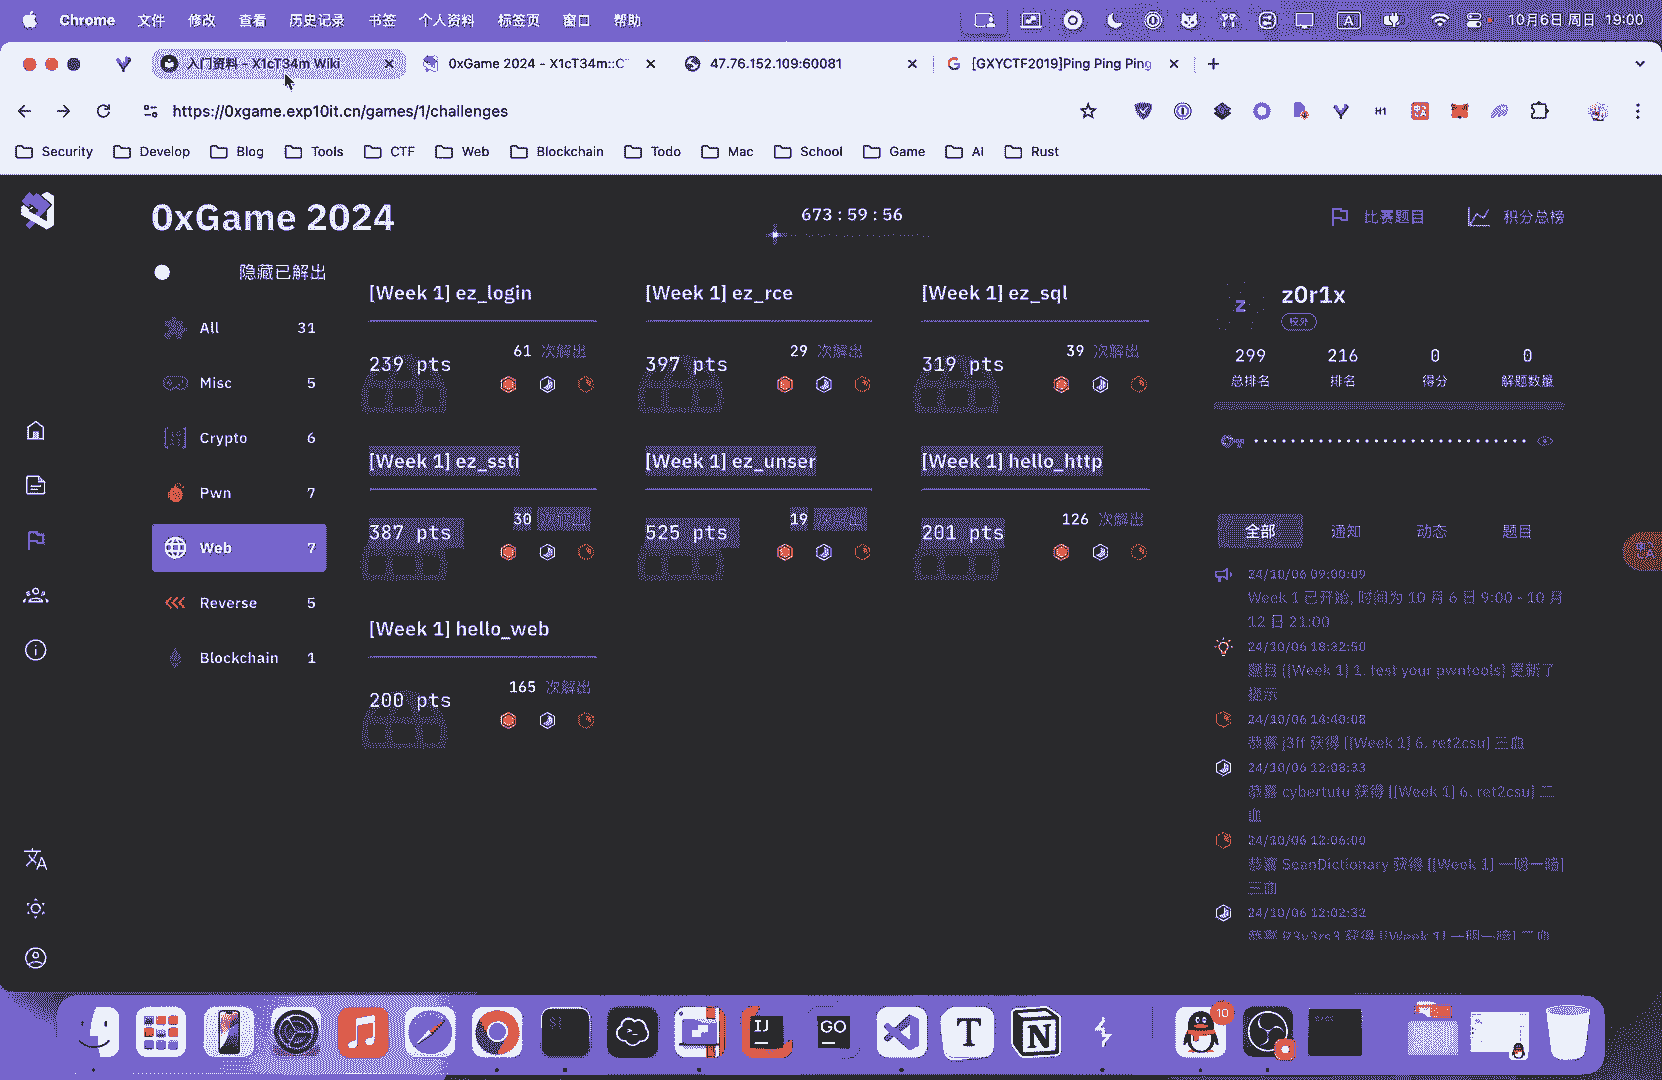 Chrome 文件 修改 查看 历史记录 书签 个人资料 标签页 窗口 帮助 A 10月6日 周日 19:00
入门资料 - X1cT34m Wiki
0xGame 2024 - X1cT34m::C
47.76.152.109:60081
[GXYCTF2019]Ping Ping Ping
https://0xgame.exp10it.cn/games/1/challenges
H1
Security Develop Blog Tools CTF Web Blockchain Todo Mac School Game AI Rust
0xGame 2024
673 : 59 : 56
比赛题目 积分总榜
隐藏已解出
All 31
Misc 5
Crypto 6
Pwn 7
Web 7
Reverse 5
Blockchain 1
[Week 1] ez_login
239 pts
61 次解出
[Week 1] ez_rce
397 pts
29 次解出
[Week 1] ez_sql
319 pts
39 次解出
[Week 1] ez_ssti
387 pts
30 次解出
[Week 1] ez_unser
525 pts
19 次解出
[Week 1] hello_http
201 pts
126 次解出
[Week 1] hello_web
200 pts
165 次解出
z
z0r1x
校外
299 216 0 0
总排名 排名 得分 解题数量
全部 通知 动态 题目
24/10/06 09:00:09
Week 1 已开始, 时间为 10 月 6 日 9:00 - 10 月
12 日 21:00
24/10/06 18:32:50
题目 [[Week 1] 1. test your pwntools] 更新了
提示
24/10/06 14:40:08
恭喜 j3ff 获得 [[Week 1] 6. ret2csu] 三血
24/10/06 12:08:33
恭喜 cybertutu 获得 [[Week 1] 6. ret2csu] 二
血
24/10/06 12:06:00
恭喜 SeanDictionary 获得 [[Week 1] 一明一暗]
三血
24/10/06 12:02:32
IJ
GO
T
N
10